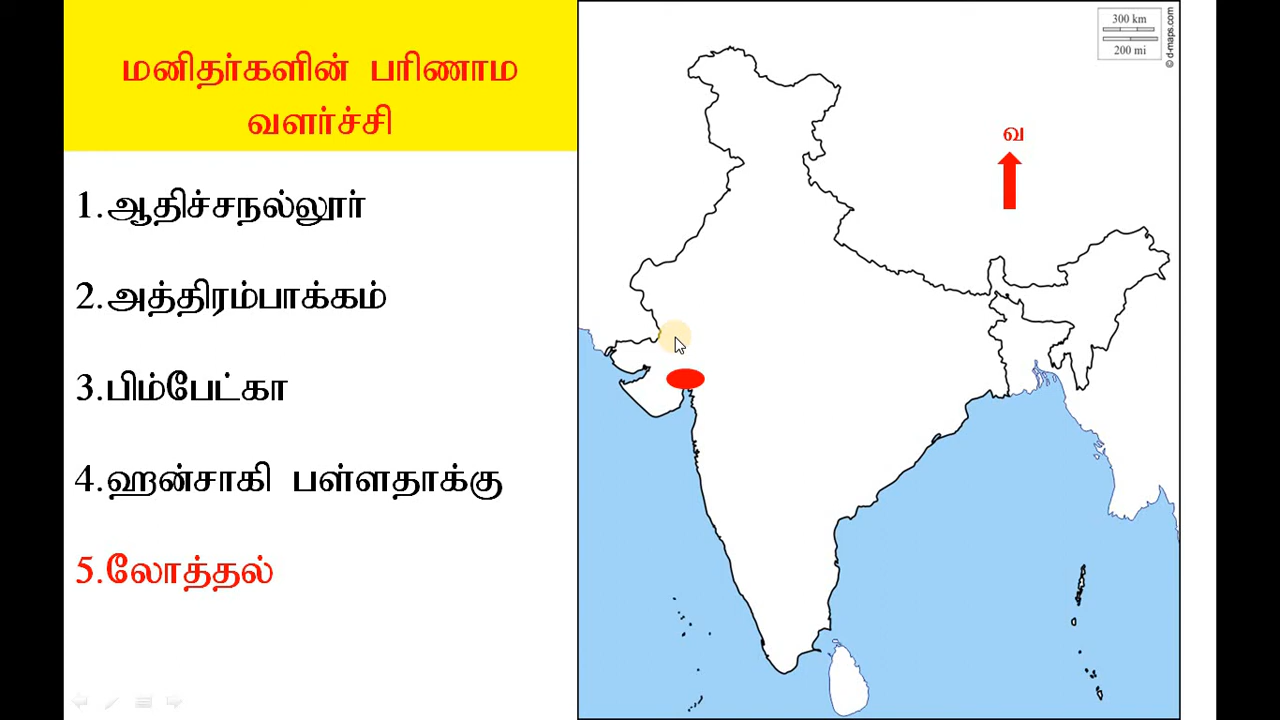 மனிதர்களின் பரிணாம
வளர்ச்சி
1.ஆதிச்சநல்லூர்
2.அத்திரம்பாக்கம்
3.பிம்பேட்கா
4.ஹன்சாகி பள்ளதாக்கு
5.லோத்தல்
300 km
200 mi
© d-maps.com
வ